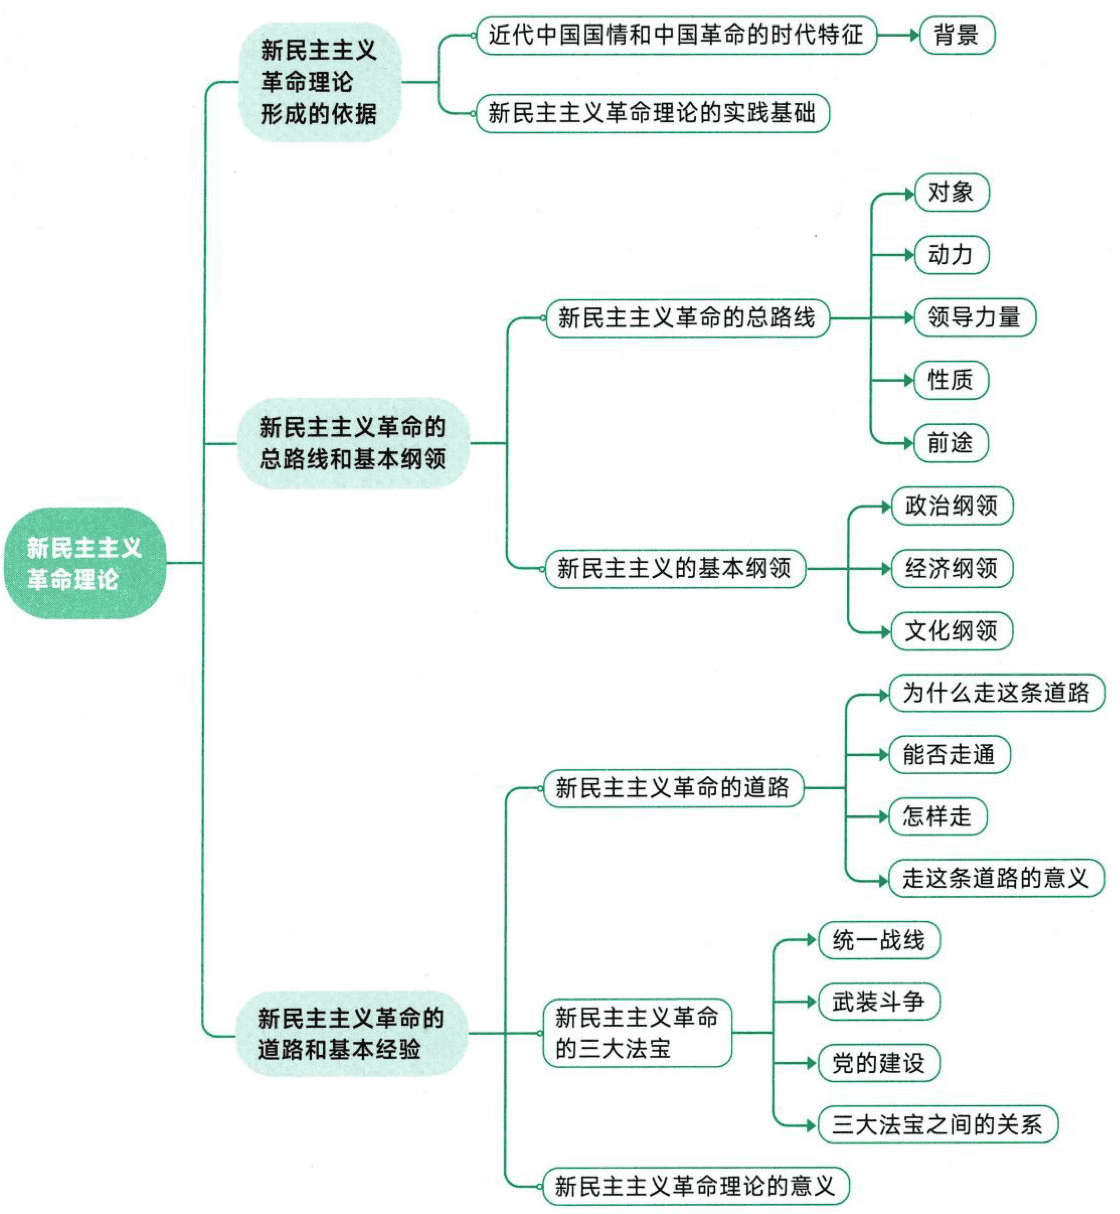 新民主主义
革命理论
新民主主义
革命理论
形成的依据
近代中国国情和中国革命的时代特征
背景
新民主主义革命理论的实践基础
新民主主义革命的
总路线和基本纲领
新民主主义革命的总路线
对象
动力
领导力量
性质
前途
新民主主义的基本纲领
政治纲领
经济纲领
文化纲领
新民主主义革命的
道路和基本经验
新民主主义革命的道路
为什么走这条道路
能否走通
怎样走
走这条道路的意义
新民主主义革命
的三大法宝
统一战线
武装斗争
党的建设
三大法宝之间的关系
新民主主义革命理论的意义